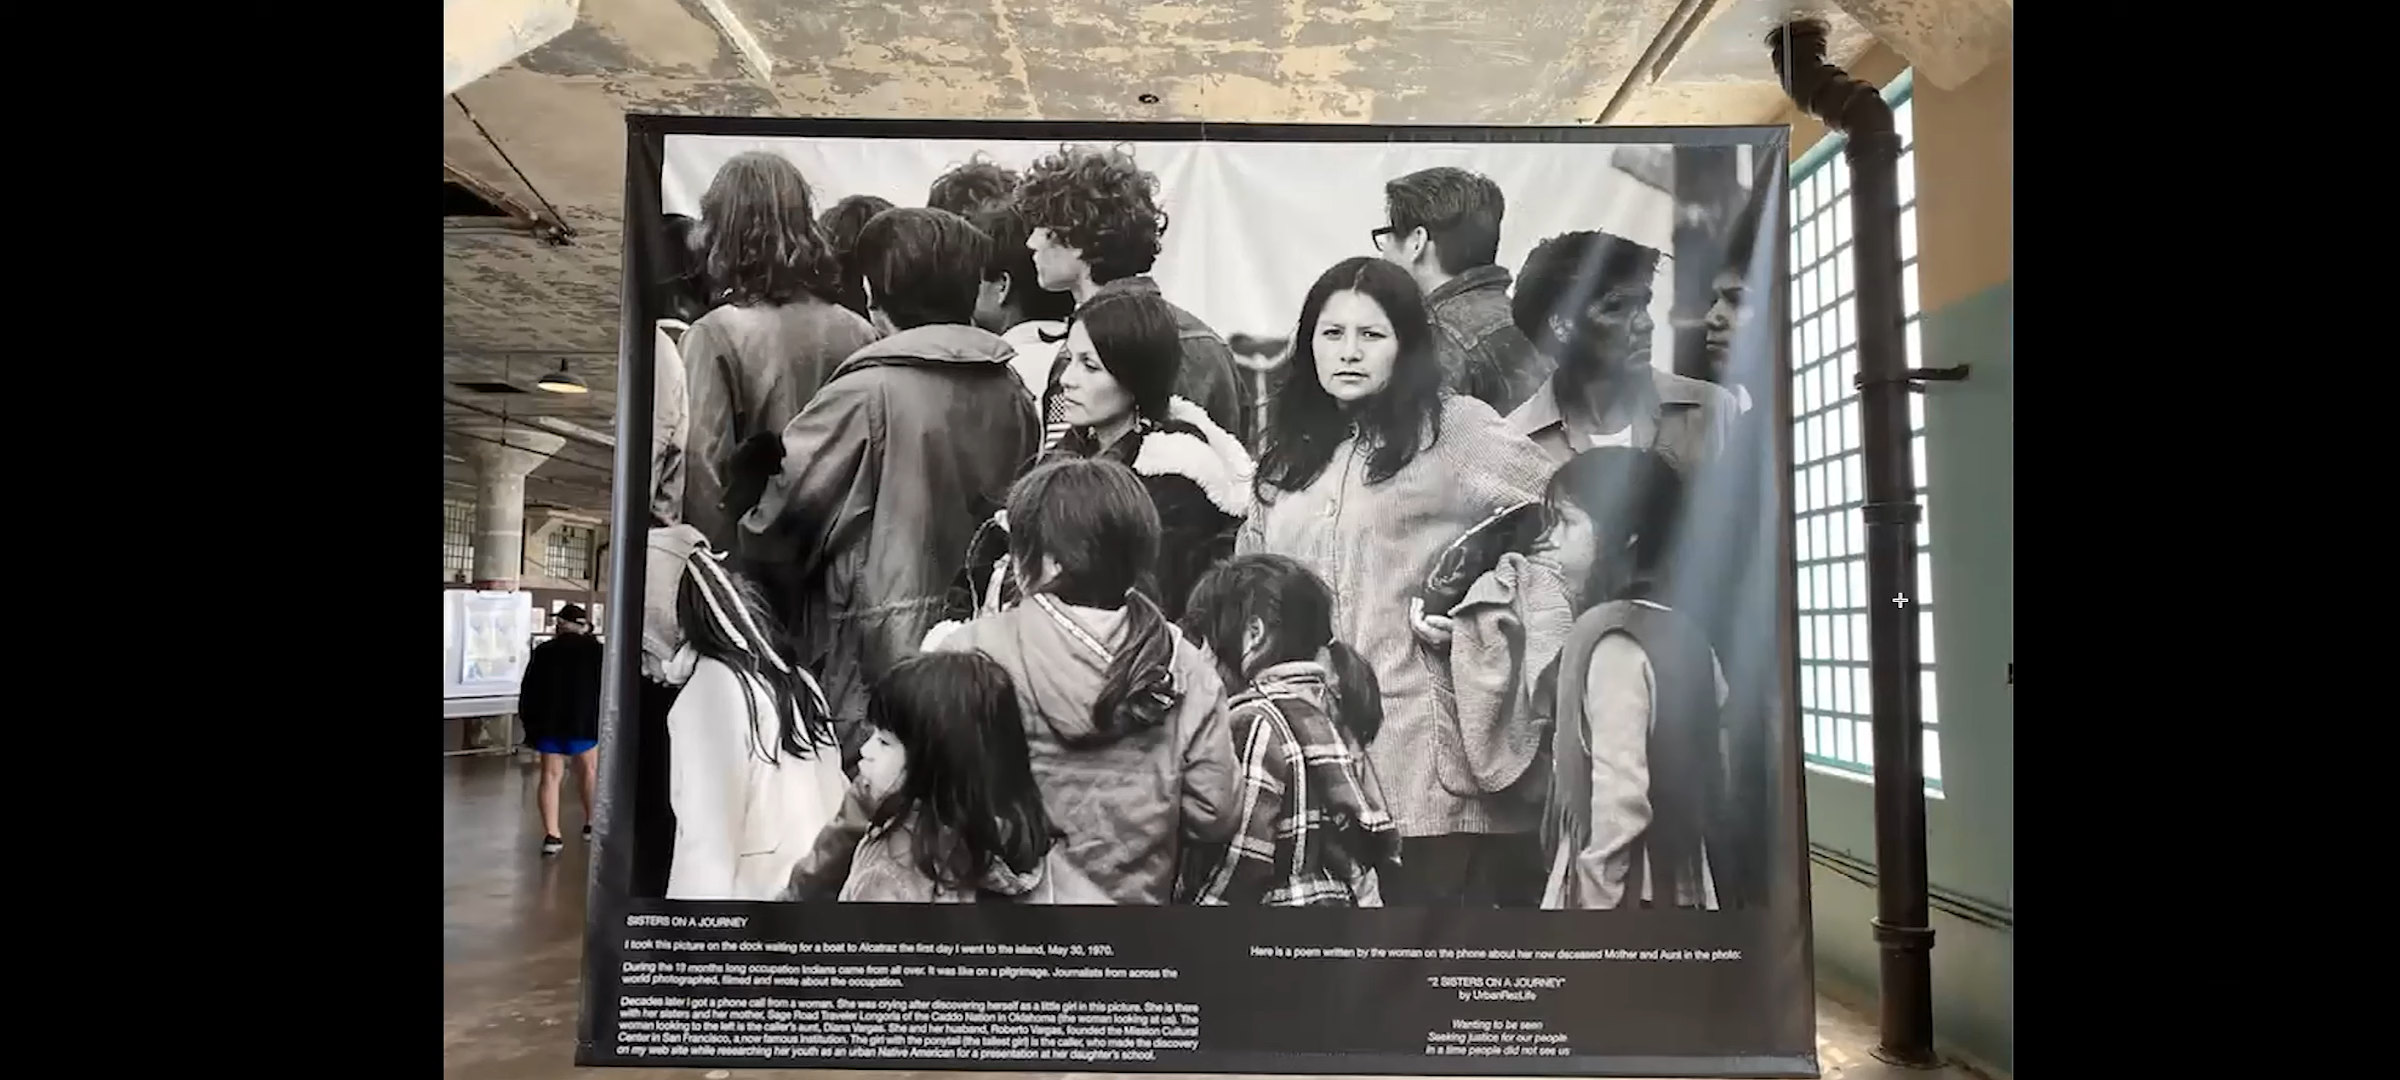 SISTERS ON A JOURNEY
I took this picture on the dock waiting for a boat to Alcatraz the first day I went to the island, May 30, 1970.
During the 19 months long occupation Indians came from all over. It was like on a pilgrimage. Journalists from across the
world photographed, filmed and wrote about the occupation.
Decades later I got a phone call from a woman. She was crying after discovering herself as a little girl in this picture. She is there
with her sisters and her mother, Sage Road Traveler Longoria of the Caddo Nation in Oklahoma (the woman looking at us). The
woman looking to the left is the caller's aunt, Diana Vargas. She and her husband, Roberto Vargas, founded the Mission Cultural
Center in San Francisco, a now famous institution. The girl with the ponytail (the tallest girl) is the caller, who made the discovery
on my web site while researching her youth as an urban Native American for a presentation at her daughter's school.
Here is a poem written by the woman on the phone about her now deceased Mother and Aunt in the photo:
"2 SISTERS ON A JOURNEY"
by UrbanRezLife
Wanting to be seen
Seeking justice for our people
In a time people did not see us